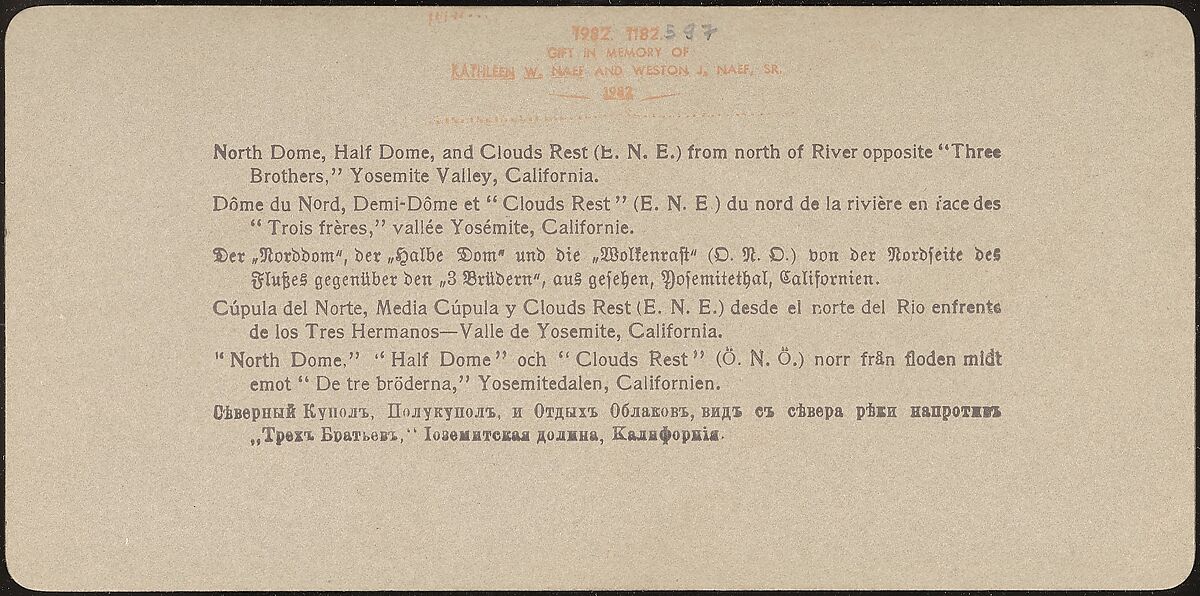 1982. 1182.597
GIFT IN MEMORY OF
KATHLEEN W. NAEF AND WESTON J. NAEF, SR.
1982
North Dome, Half Dome, and Clouds Rest (E. N. E.) from north of River opposite “Three
Brothers,” Yosemite Valley, California.
Dôme du Nord, Demi-Dôme et “ Clouds Rest ” (E. N. E ) du nord de la rivière en face des
“ Trois frères,” vallée Yosémite, Californie.
Der „Norddom“, der „Halbe Dom“ und die „Wolkenrast“ (O. N. O.) von der Nordseite des
Flußes gegenüber den „3 Brüdern“, aus gesehen, Yosemitethal, Californien.
Cúpula del Norte, Media Cúpula y Clouds Rest (E. N. E.) desde el norte del Rio enfrente
de los Tres Hermanos—Valle de Yosemite, California.
“ North Dome,” “ Half Dome ” och “ Clouds Rest ” (Ö. N. Ö.) norr från floden midt
emot “ De tre bröderna,” Yosemitedalen, Californien.
Сѣверный Куполъ, Полукуполъ, и Отдыхъ Облаковъ, видъ съ сѣвера рѣки напротивъ
„Трехъ Братьевъ,“ Іоземитская долина, Калифорнія.